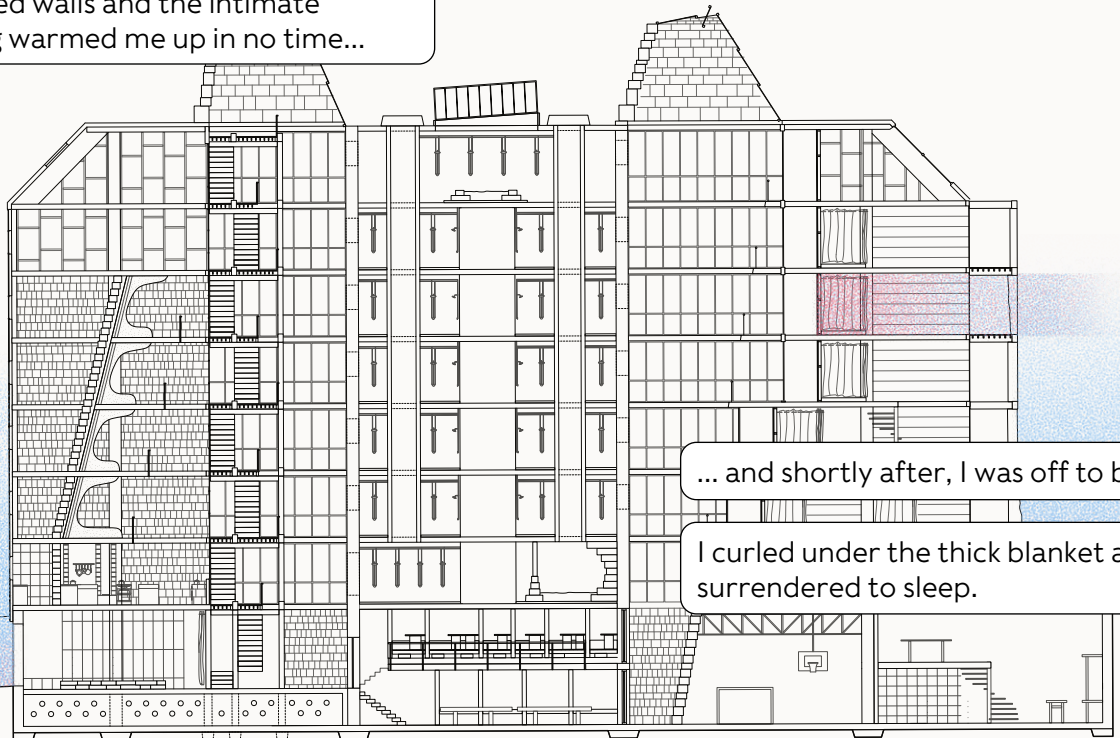 walls and the intimate
warmed me up in no time...
... and shortly after, I was off to
I curled under the thick blanket
surrendered to sleep.